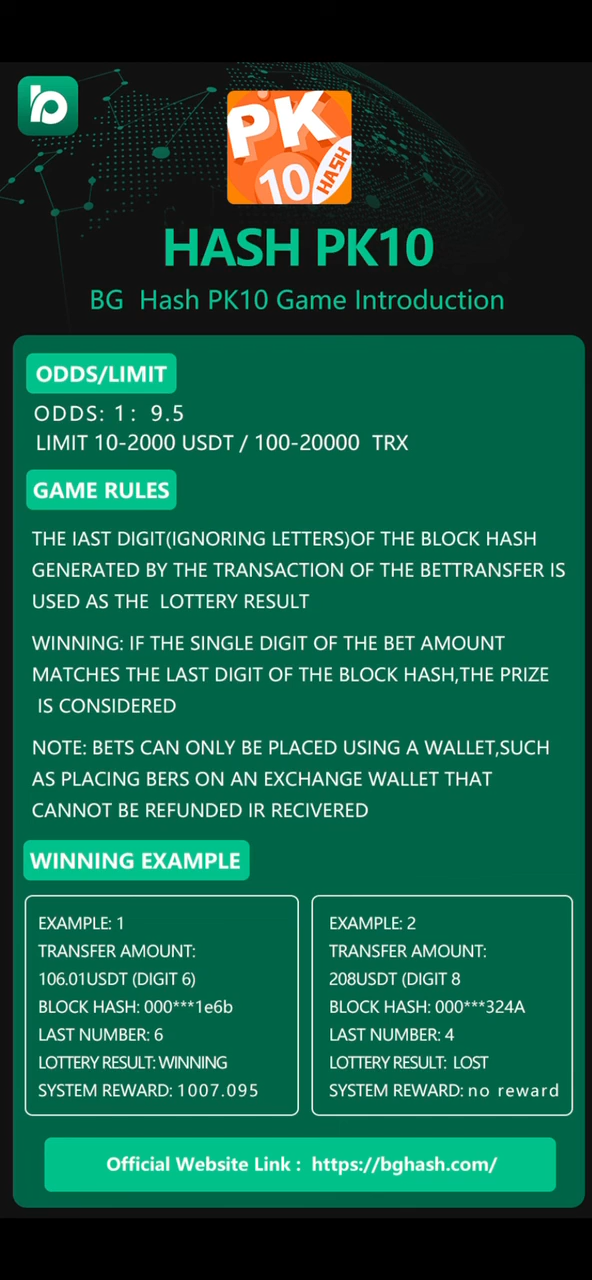 PK
10
HASH
HASH PK10
BG Hash PK10 Game Introduction
ODDS/LIMIT
ODDS: 1: 9.5
LIMIT 10-2000 USDT / 100-20000 TRX
GAME RULES
THE IAST DIGIT(IGNORING LETTERS)OF THE BLOCK HASH
GENERATED BY THE TRANSACTION OF THE BETTRANSFER IS
USED AS THE LOTTERY RESULT
WINNING: IF THE SINGLE DIGIT OF THE BET AMOUNT
MATCHES THE LAST DIGIT OF THE BLOCK HASH,THE PRIZE
IS CONSIDERED
NOTE: BETS CAN ONLY BE PLACED USING A WALLET,SUCH
AS PLACING BERS ON AN EXCHANGE WALLET THAT
CANNOT BE REFUNDED IR RECIVERED
WINNING EXAMPLE
EXAMPLE: 1
TRANSFER AMOUNT:
106.01USDT (DIGIT 6)
BLOCK HASH: 000***1e6b
LAST NUMBER: 6
LOTTERY RESULT: WINNING
SYSTEM REWARD: 1007.095
EXAMPLE: 2
TRANSFER AMOUNT:
208USDT (DIGIT 8
BLOCK HASH: 000***324A
LAST NUMBER: 4
LOTTERY RESULT: LOST
SYSTEM REWARD: no reward
Official Website Link : https://bghash.com/